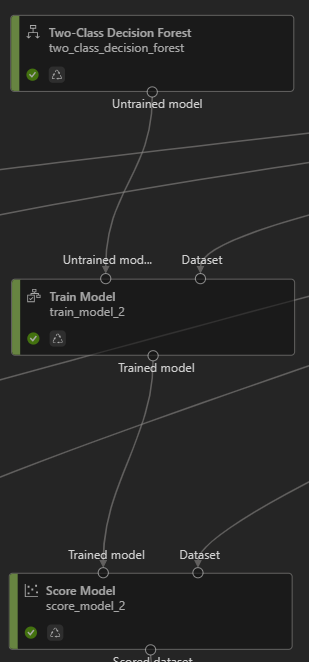 Two-Class Decision Forest
two_class_decision_forest
Untrained model
Untrained mod... Dataset
Train Model
train_model_2
Trained model
Trained model Dataset
Score Model
score_model_2
Scored dataset